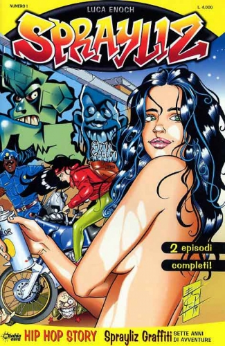 NUMERO 1
LUCA ENOCH
L. 4.000
SPRAYLIZ
2 episodi
completi!
HIP HOP STORY Sprayliz Graffiti SETTE ANNI
DI AVVENTURE